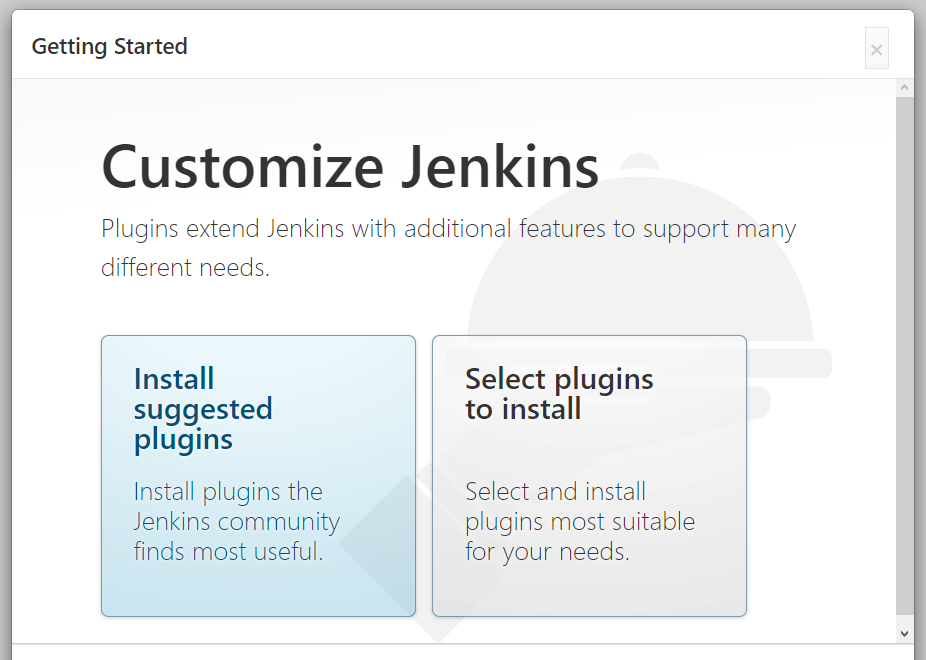 Getting Started
×
Customize Jenkins
Plugins extend Jenkins with additional features to support many
different needs.
Install
suggested
plugins
Install plugins the
Jenkins community
finds most useful.
Select plugins
to install
Select and install
plugins most suitable
for your needs.